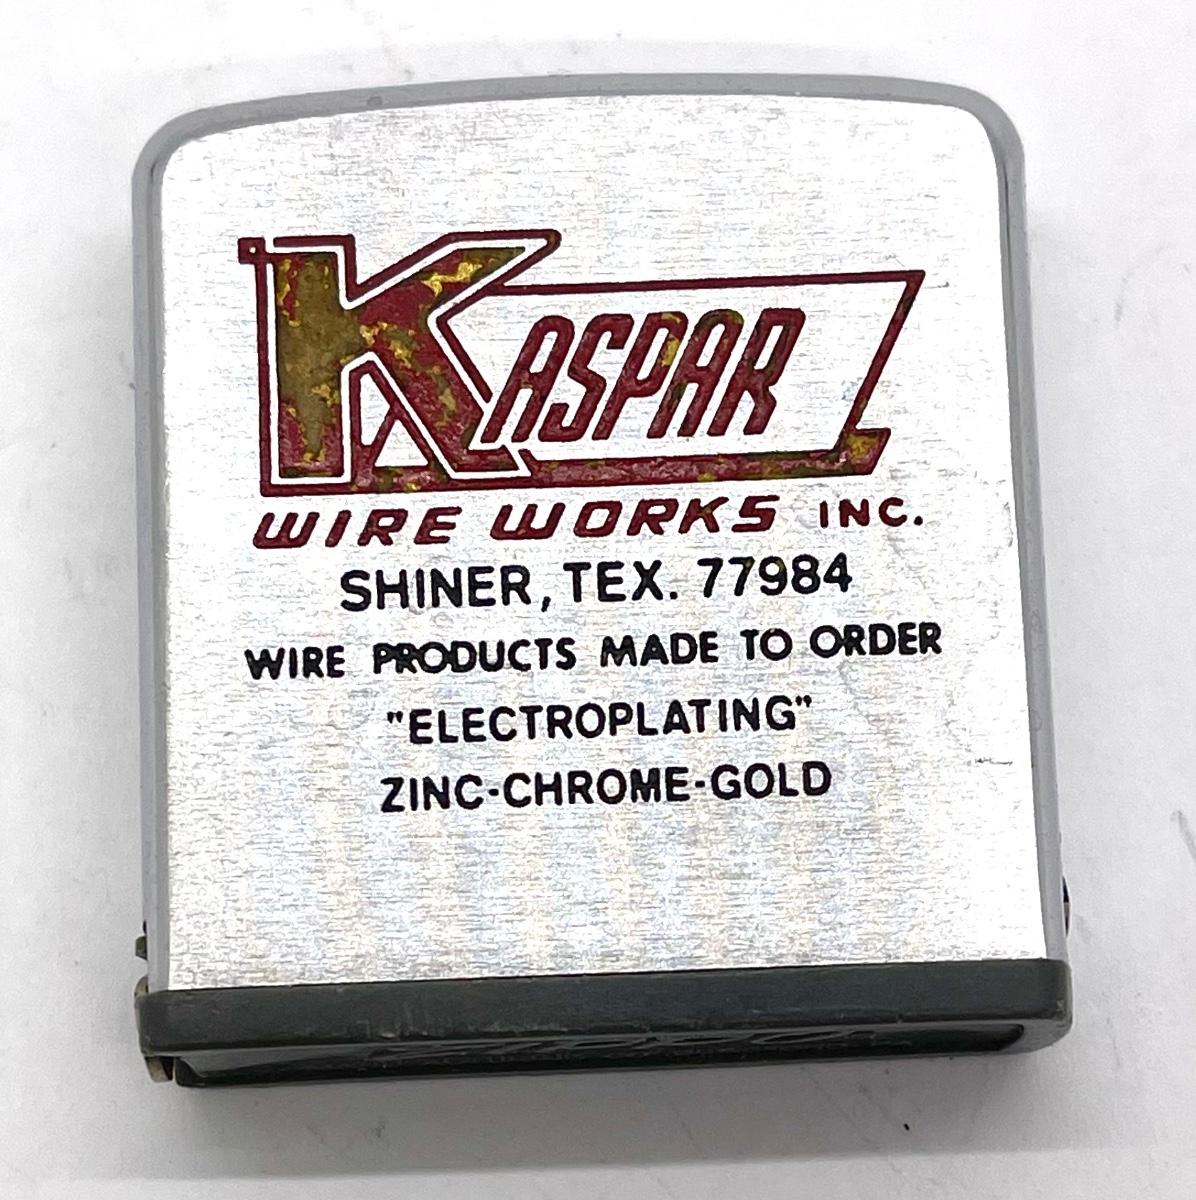 KASPAR
WIRE WORKS INC.
SHINER, TEX. 77984
WIRE PRODUCTS MADE TO ORDER
"ELECTROPLATING"
ZINC-CHROME-GOLD